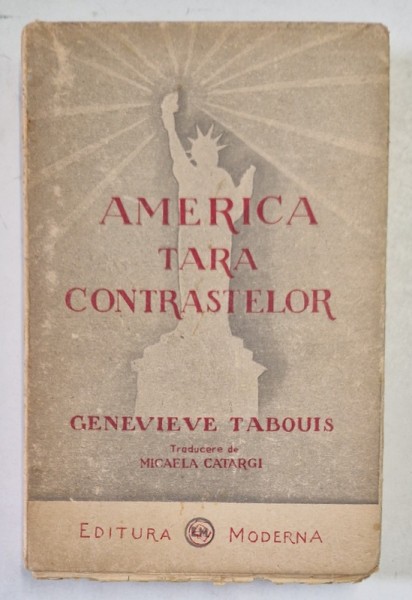 AMERICA
TARA
CONTRASTELOR
GENEVIEVE TABOUIS
Traducere de
MICAELA CATARGI
EDITURA EM MODERNA